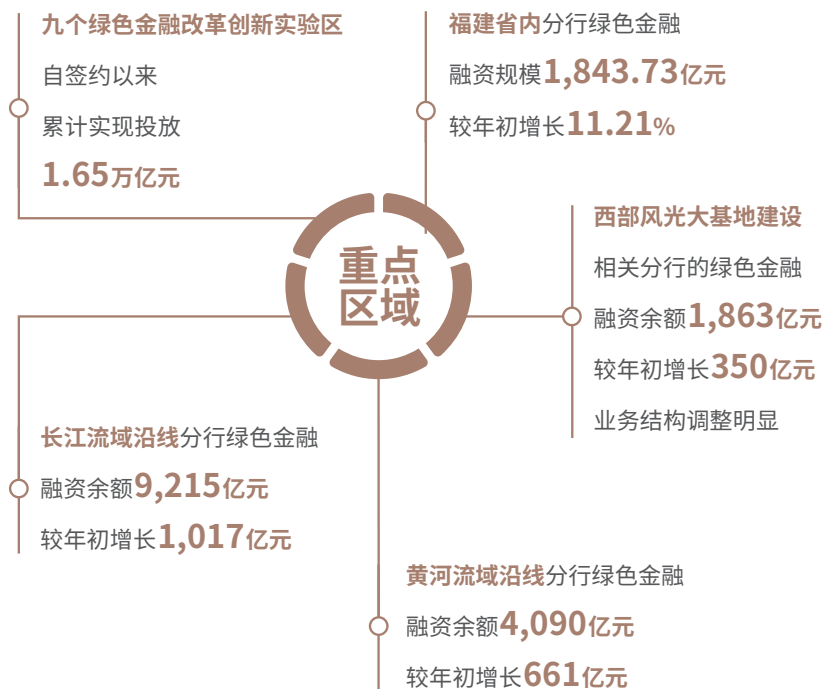 九个绿色金融改革创新实验区
自签约以来
累计实现投放
1.65万亿元
福建省内分行绿色金融
融资规模1,843.73亿元
较年初增长11.21%
重点
区域
西部风光大基地建设
相关分行的绿色金融
融资余额1,863亿元
较年初增长350亿元
业务结构调整明显
长江流域沿线分行绿色金融
融资余额9,215亿元
较年初增长1,017亿元
黄河流域沿线分行绿色金融
融资余额4,090亿元
较年初增长661亿元